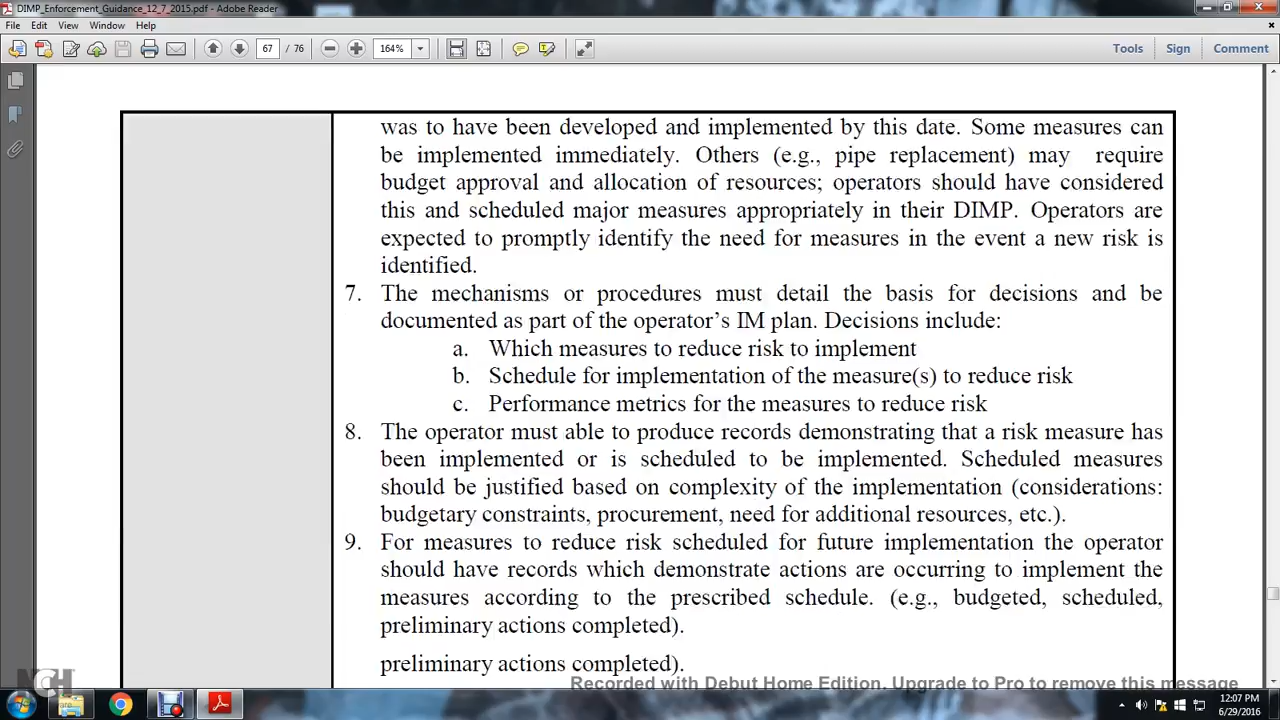 DIMP_Enforcement_Guidance_12_7_2015.pdf - Adobe Reader
File Edit View Window Help
67 / 76 164% Tools Sign Comment
was to have been developed and implemented by this date. Some measures can
be implemented immediately. Others (e.g., pipe replacement) may require
budget approval and allocation of resources; operators should have considered
this and scheduled major measures appropriately in their DIMP. Operators are
expected to promptly identify the need for measures in the event a new risk is
identified.
7. The mechanisms or procedures must detail the basis for decisions and be
documented as part of the operator's IM plan. Decisions include:
a. Which measures to reduce risk to implement
b. Schedule for implementation of the measure(s) to reduce risk
c. Performance metrics for the measures to reduce risk
8. The operator must able to produce records demonstrating that a risk measure has
been implemented or is scheduled to be implemented. Scheduled measures
should be justified based on complexity of the implementation (considerations:
budgetary constraints, procurement, need for additional resources, etc.).
9. For measures to reduce risk scheduled for future implementation the operator
should have records which demonstrate actions are occurring to implement the
measures according to the prescribed schedule. (e.g., budgeted, scheduled,
preliminary actions completed).
preliminary actions completed).
NCH
Recorded with Debut Home Edition. Upgrade to Pro to remove this message
12:07 PM
6/29/2016